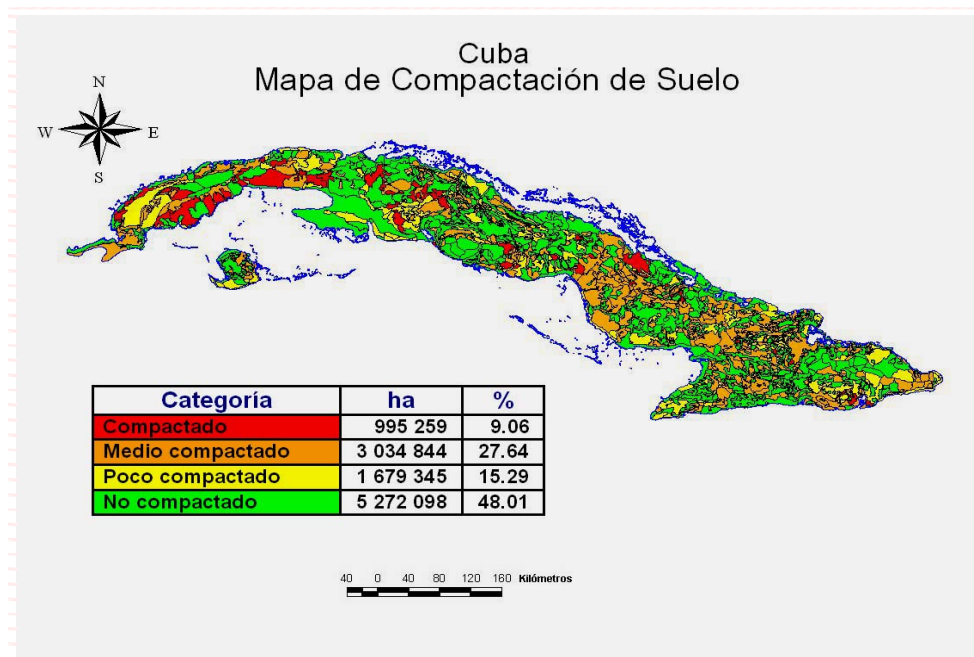 Cuba
Mapa de Compactación de Suelo
N
W E
S
Categoría ha %
Compactado 995 259 9.06
Medio compactado 3 034 844 27.64
Poco compactado 1 679 345 15.29
No compactado 5 272 098 48.01
40 0 40 80 120 160 Kilómetros